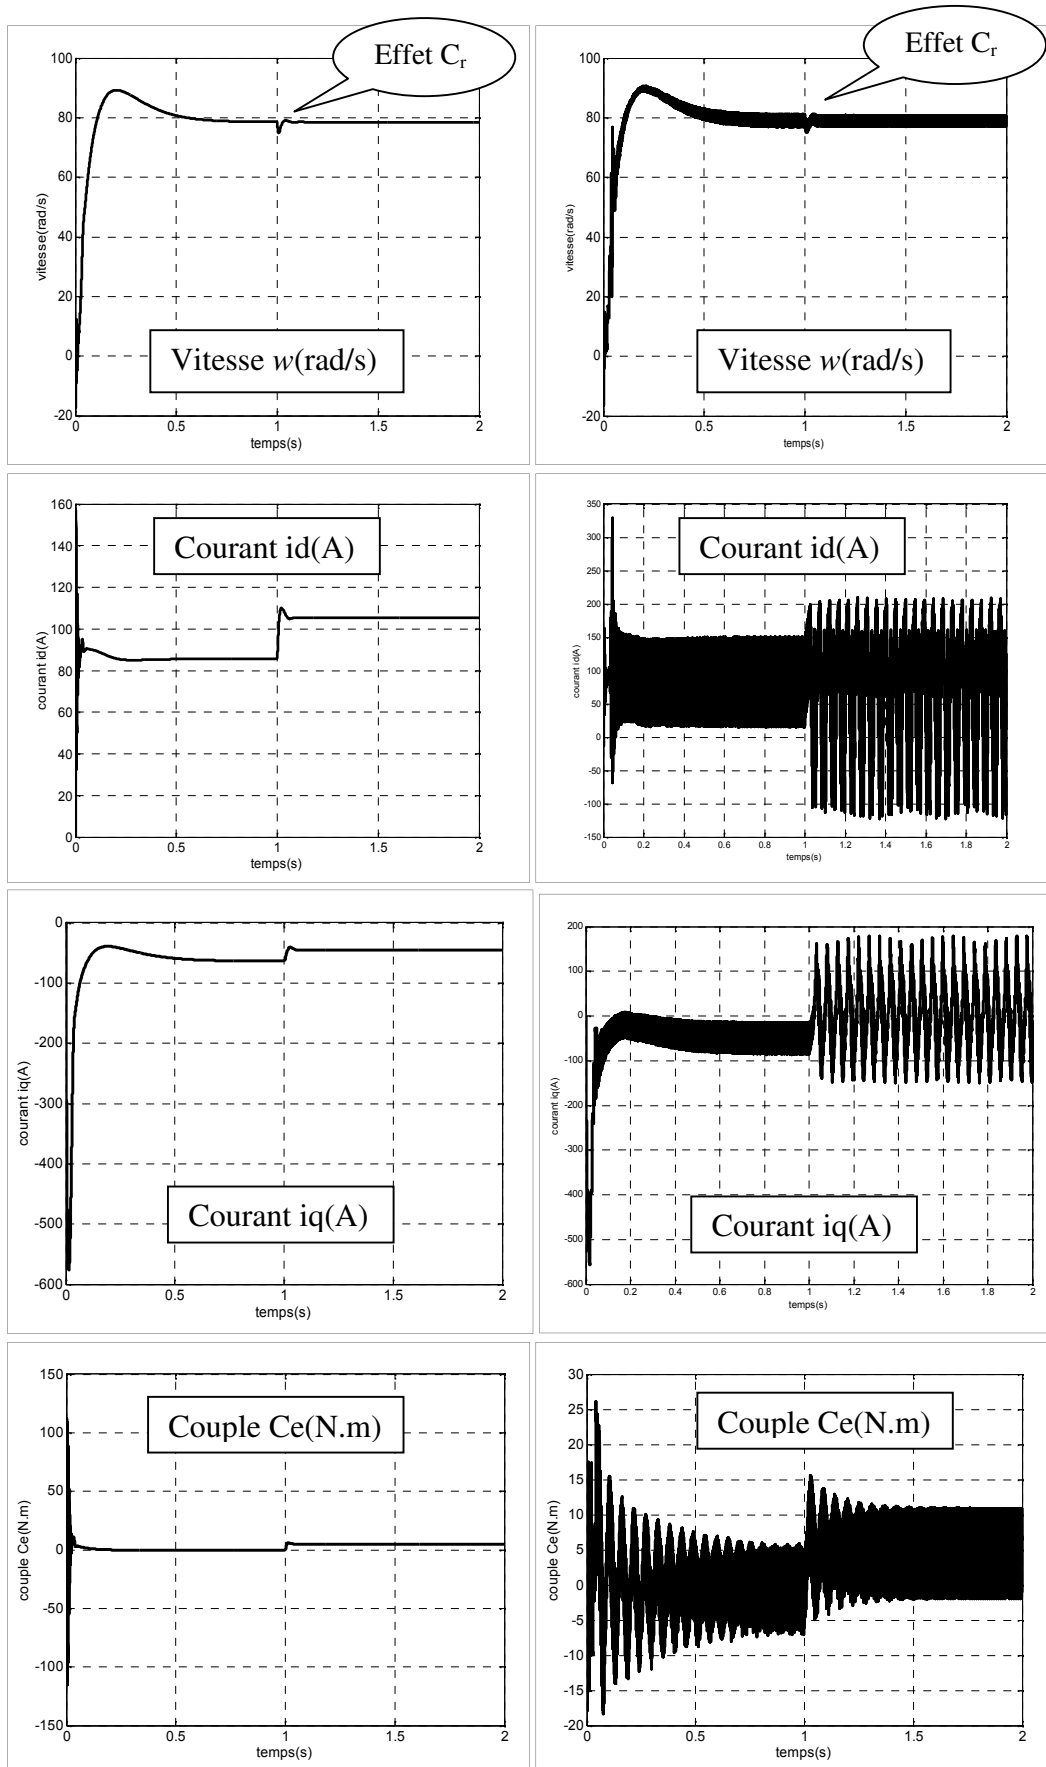 Effet Cr
100
80
60
40
20
0
-20
vitesse(rad/s)
Vitesse w(rad/s)
0 0.5 1 1.5 2
temps(s)
Effet Cr
100
80
60
40
20
0
-20
vitesse(rad/s)
Vitesse w(rad/s)
0 0.5 1 1.5 2
temps(s)
160
140
120
100
80
60
40
20
0
courant id(A)
Courant id(A)
0 0.5 1 1.5 2
temps(s)
350
300
250
200
150
100
50
0
-50
-100
-150
courant id(A)
Courant id(A)
0 0.2 0.4 0.6 0.8 1 1.2 1.4 1.6 1.8 2
temps(s)
0
-100
-200
-300
-400
-500
-600
courant iq(A)
Courant iq(A)
0 0.5 1 1.5 2
temps(s)
200
100
0
-100
-200
-300
-400
-500
-600
courant iq(A)
Courant iq(A)
0 0.2 0.4 0.6 0.8 1 1.2 1.4 1.6 1.8 2
temps(s)
150
100
50
0
-50
-100
-150
couple Ce(N.m)
Couple Ce(N.m)
0 0.5 1 1.5 2
temps(s)
30
25
20
15
10
5
0
-5
-10
-15
-20
couple Ce(N.m)
Couple Ce(N.m)
0 0.5 1 1.5 2
temps(s)